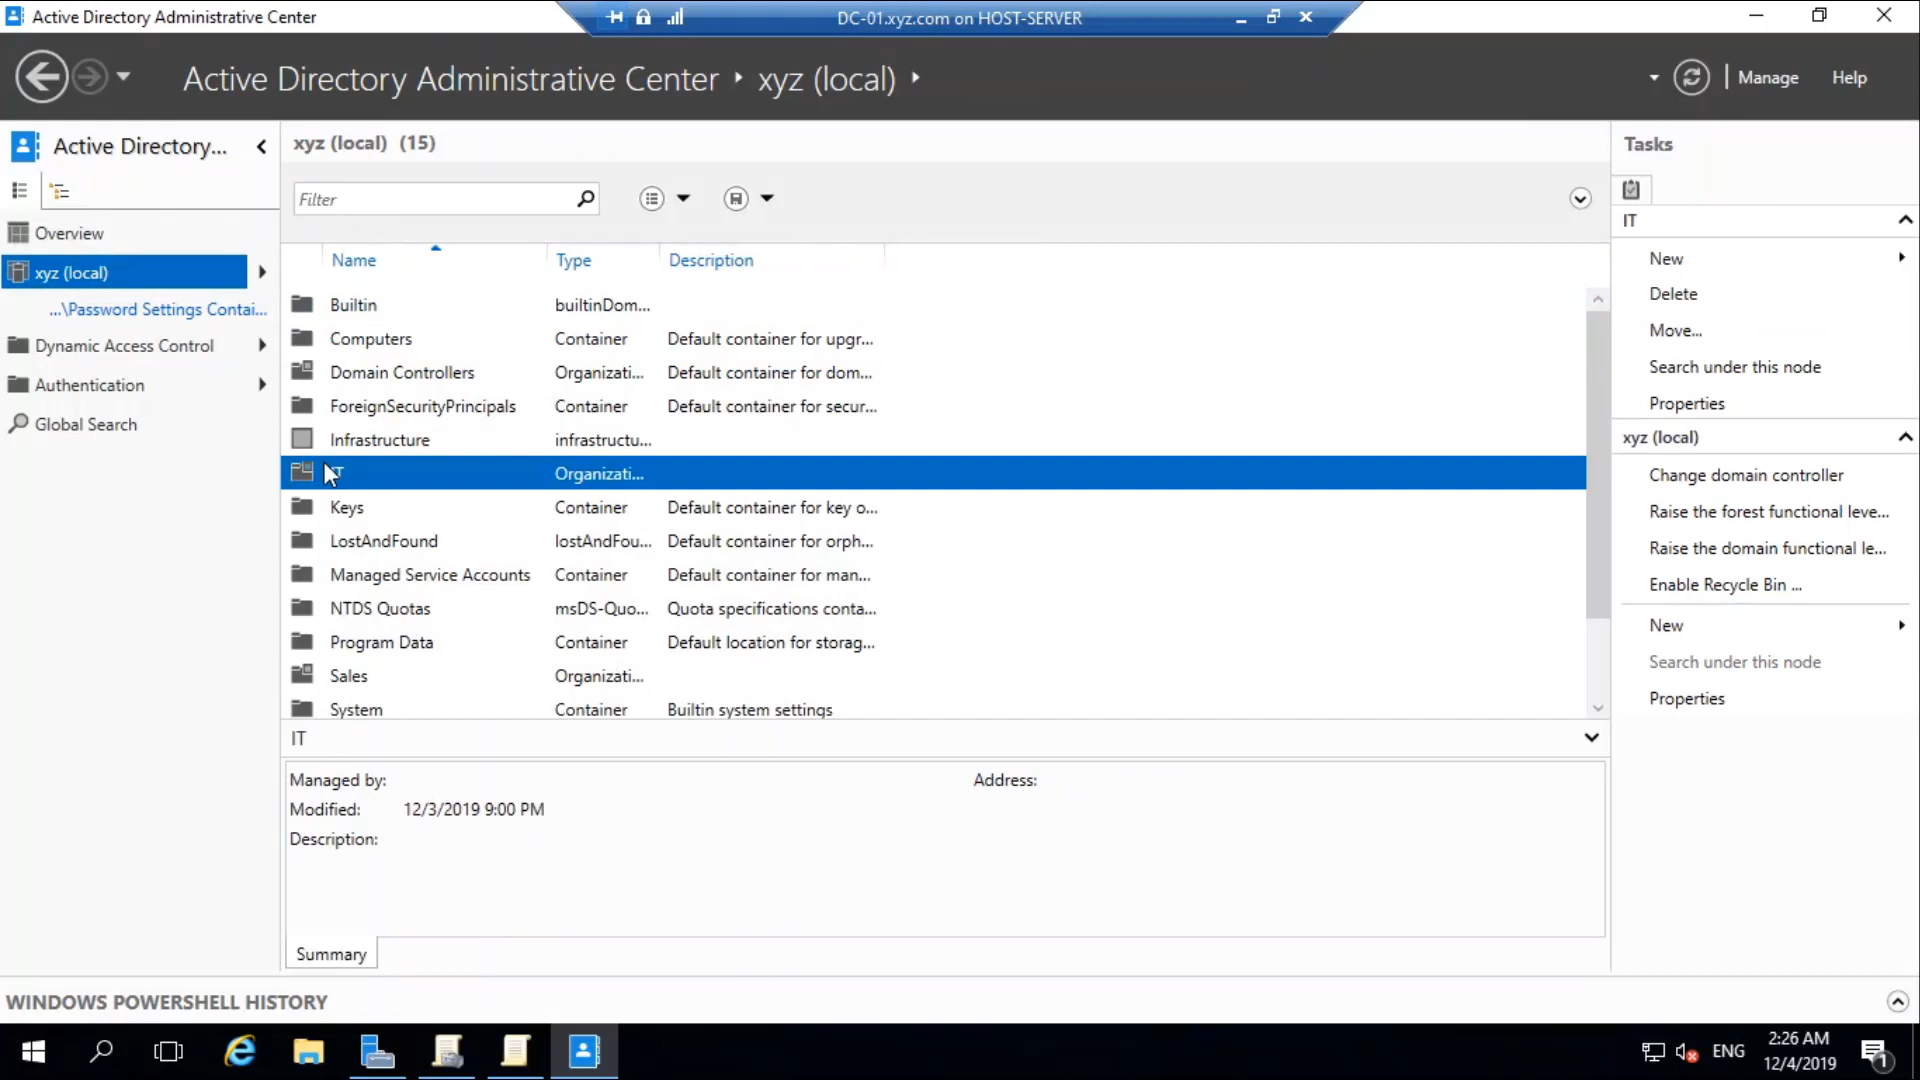 Active Directory Administrative Center
DC-01.xyz.com on HOST-SERVER
Active Directory Administrative Center ‣ xyz (local) ‣
Manage
Help
Active Directory...
Overview
xyz (local)
...\Password Settings Contai...
Dynamic Access Control
Authentication
Global Search
xyz (local) (15)
Filter
Name Type Description
Builtin builtinDom...
Computers Container Default container for upgr...
Domain Controllers Organizati... Default container for dom...
ForeignSecurityPrincipals Container Default container for secur...
Infrastructure infrastructu...
Organizati...
Keys Container Default container for key o...
LostAndFound lostAndFou... Default container for orph...
Managed Service Accounts Container Default container for man...
NTDS Quotas msDS-Quo... Quota specifications conta...
Program Data Container Default location for storag...
Sales Organizati...
System Container Builtin system settings
IT
Managed by:
Address:
Modified: 12/3/2019 9:00 PM
Description:
Summary
Tasks
IT
New
Delete
Move...
Search under this node
Properties
xyz (local)
Change domain controller
Raise the forest functional leve...
Raise the domain functional le...
Enable Recycle Bin ...
New
Search under this node
Properties
WINDOWS POWERSHELL HISTORY
ENG
2:26 AM
12/4/2019
1